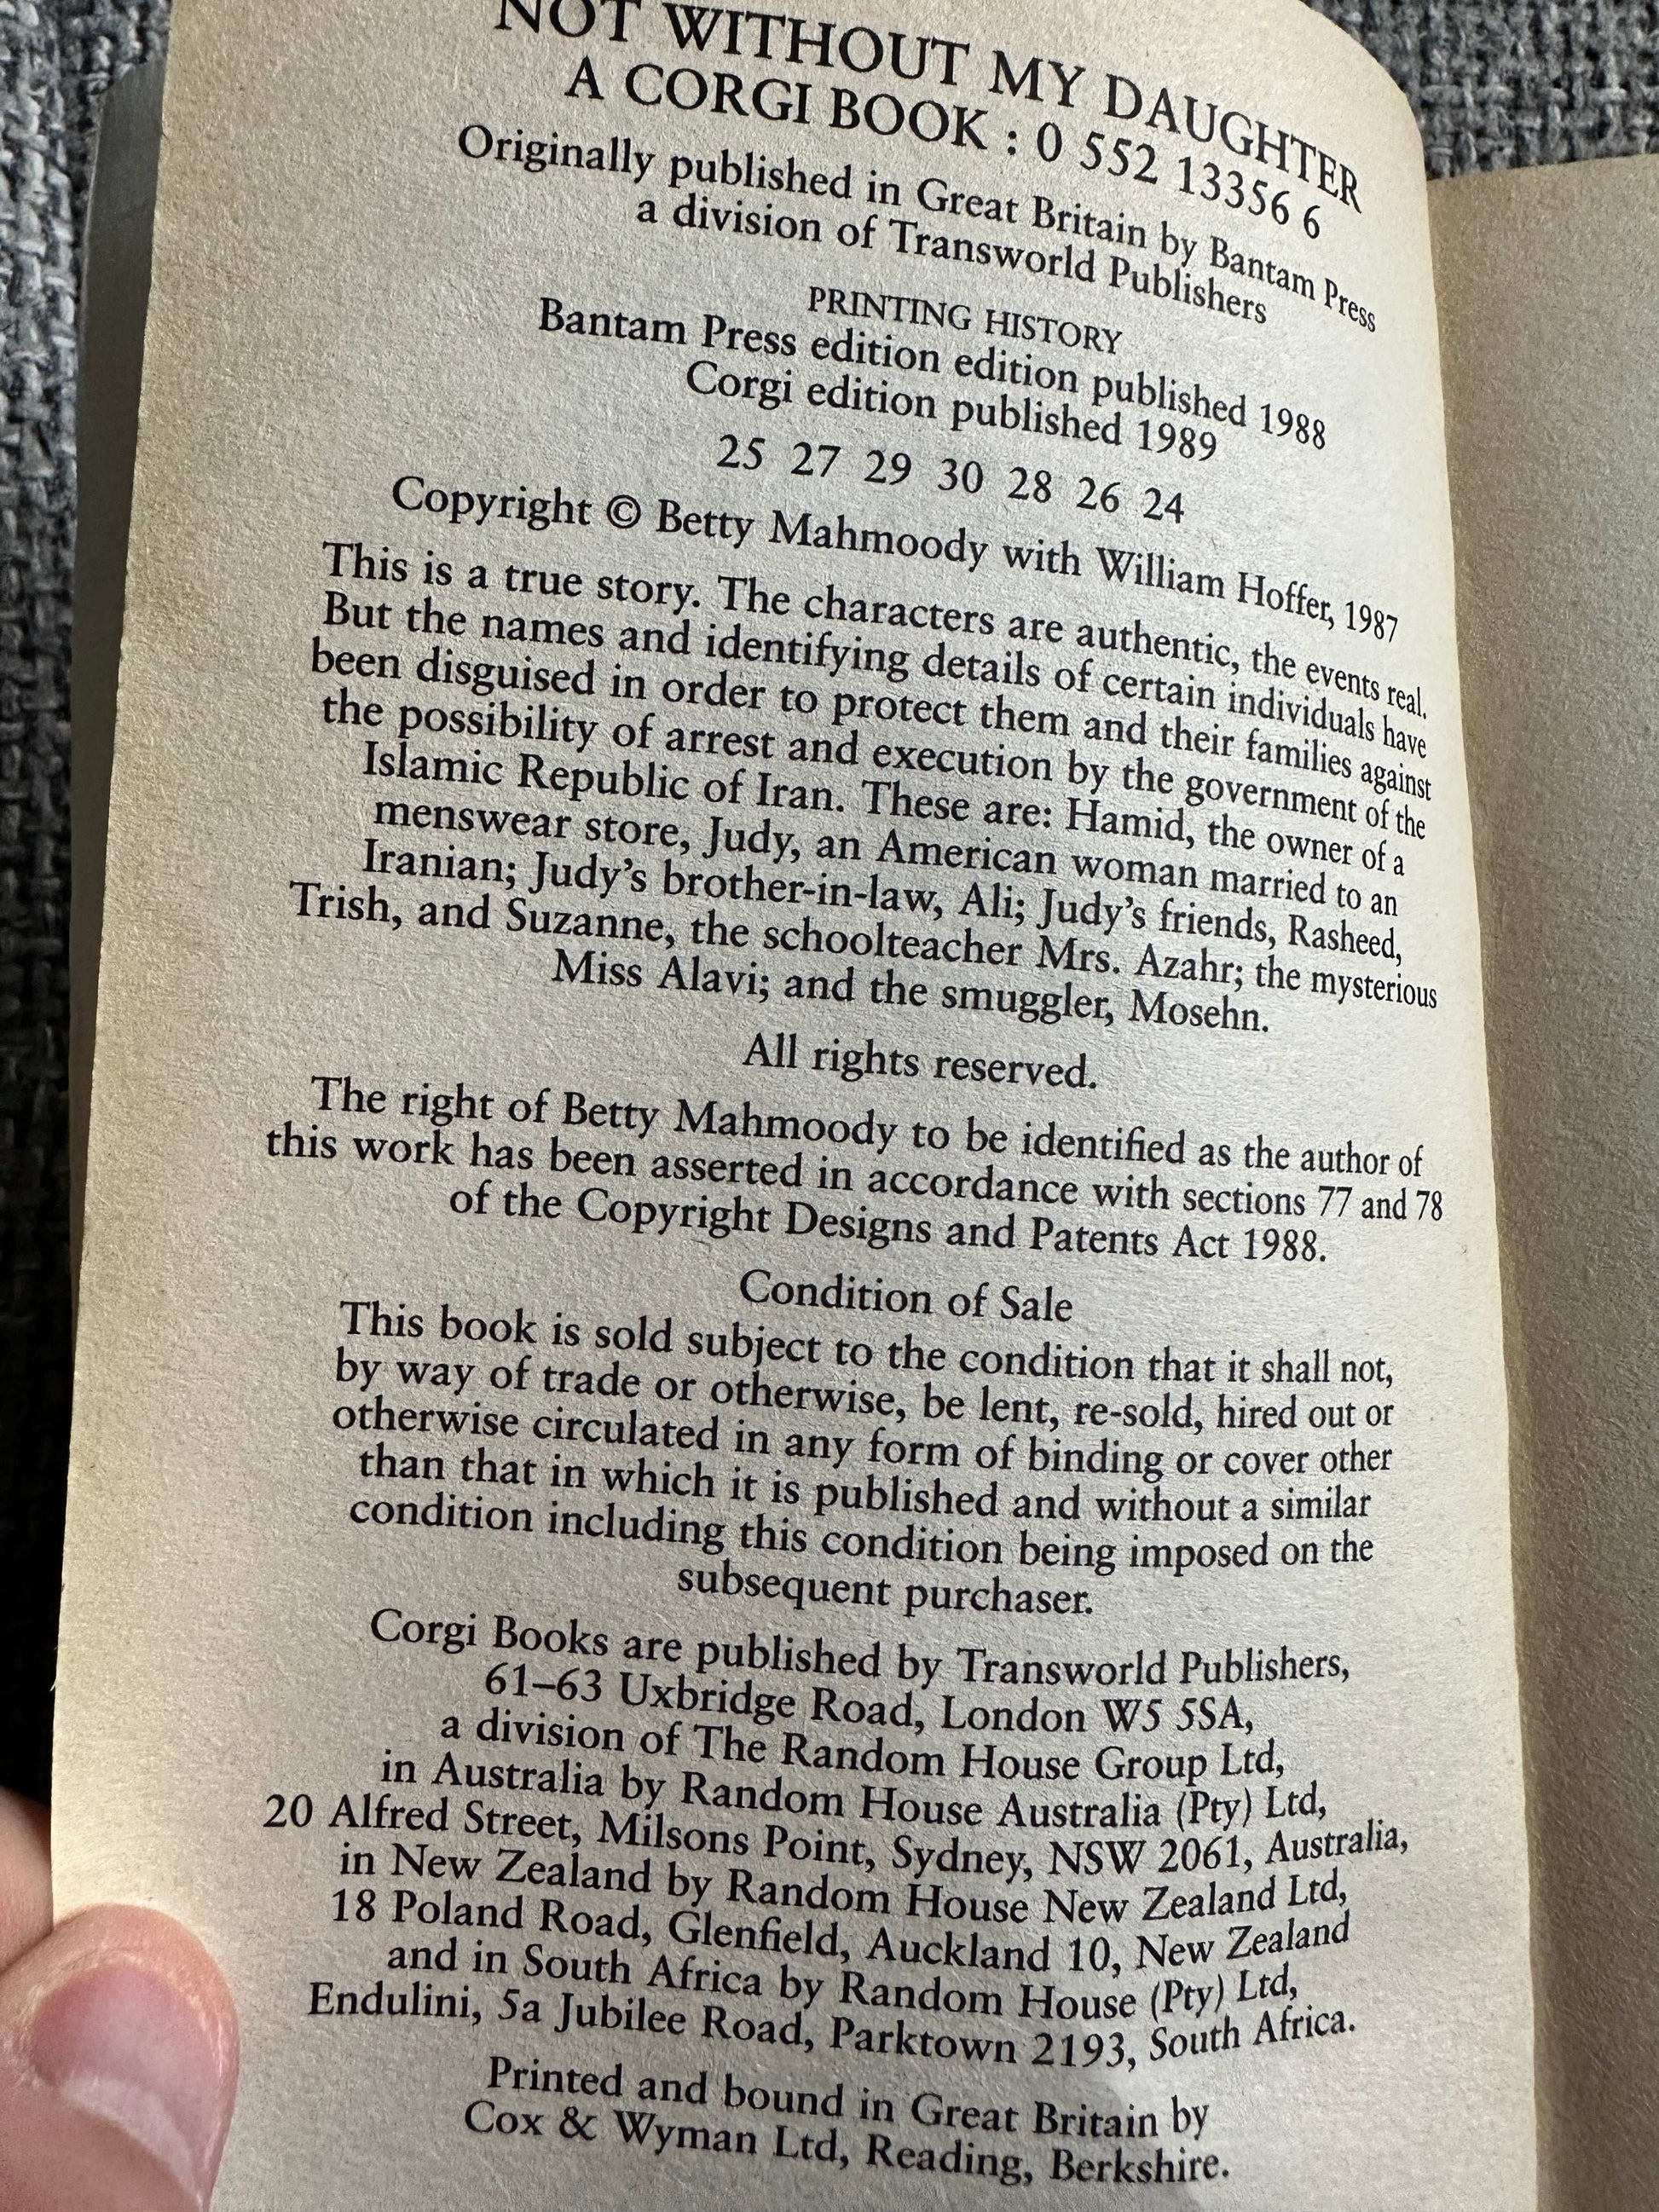 NOT WITHOUT MY DAUGHTER
A CORGI BOOK : 0 552 13356 6
Originally published in Great Britain by Bantam Press
a division of Transworld Publishers
PRINTING HISTORY
Bantam Press edition edition published 1988
Corgi edition published 1989
25 27 29 30 28 26 24
Copyright © Betty Mahmoody with William Hoffer, 1987
This is a true story. The characters are authentic, the events real.
But the names and identifying details of certain individuals have
been disguised in order to protect them and their families against
the possibility of arrest and execution by the government of the
Islamic Republic of Iran. These are: Hamid, the owner of a
menswear store, Judy, an American woman married to an
Iranian; Judy's brother-in-law, Ali; Judy's friends, Rasheed,
Trish, and Suzanne, the schoolteacher Mrs. Azahr; the mysterious
Miss Alavi; and the smuggler, Mosehn.
All rights reserved.
The right of Betty Mahmoody to be identified as the author of
this work has been asserted in accordance with sections 77 and 78
of the Copyright Designs and Patents Act 1988.
Condition of Sale
This book is sold subject to the condition that it shall not,
by way of trade or otherwise, be lent, re-sold, hired out or
otherwise circulated in any form of binding or cover other
than that in which it is published and without a similar
condition including this condition being imposed on the
subsequent purchaser.
Corgi Books are published by Transworld Publishers,
61–63 Uxbridge Road, London W5 5SA,
a division of The Random House Group Ltd,
in Australia by Random House Australia (Pty) Ltd,
20 Alfred Street, Milsons Point, Sydney, NSW 2061, Australia,
in New Zealand by Random House New Zealand Ltd,
18 Poland Road, Glenfield, Auckland 10, New Zealand
and in South Africa by Random House (Pty) Ltd,
Endulini, 5a Jubilee Road, Parktown 2193, South Africa.
Printed and bound in Great Britain by
Cox & Wyman Ltd, Reading, Berkshire.